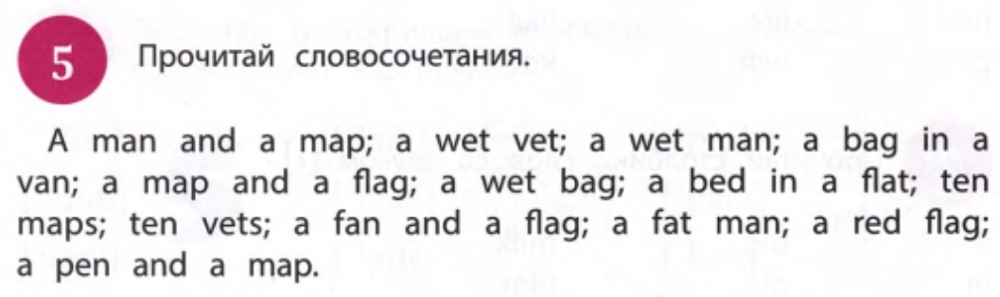 5 Прочитай словосочетания.
A man and a map; a wet vet; a wet man; a bag in a
van; a map and a flag; a wet bag; a bed in a flat; ten
maps; ten vets; a fan and a flag; a fat man; a red flag;
a pen and a map.